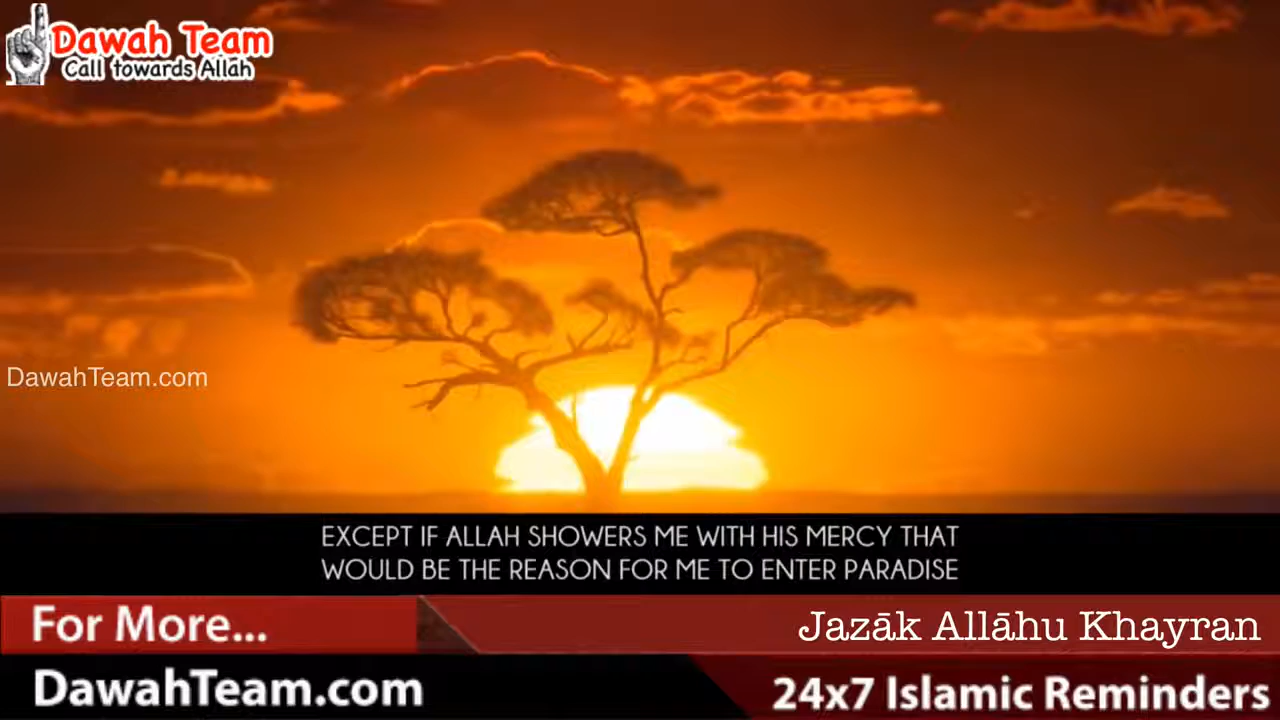 Dawah Team
Call towards Allah
DawahTeam.com
EXCEPT IF ALLAH SHOWERS ME WITH HIS MERCY THAT
WOULD BE THE REASON FOR ME TO ENTER PARADISE
For More...
Jazāk Allāhu Khayran
DawahTeam.com
24x7 Islamic Reminders